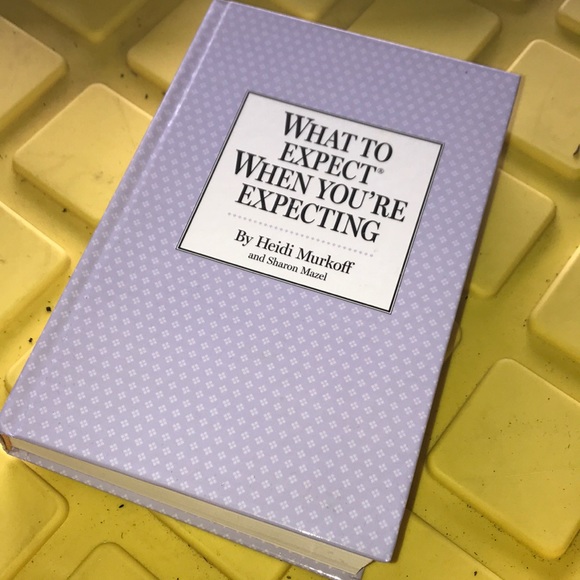 WHAT TO
EXPECT®
WHEN YOU'RE
EXPECTING
By Heidi Murkoff
and Sharon Mazel